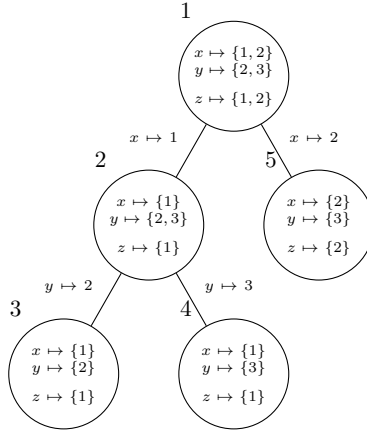 1
x ↦ {1, 2}
y ↦ {2, 3}
z ↦ {1, 2}
x ↦ 1
x ↦ 2
2
x ↦ {1}
y ↦ {2, 3}
z ↦ {1}
5
x ↦ {2}
y ↦ {3}
z ↦ {2}
y ↦ 2
y ↦ 3
3
x ↦ {1}
y ↦ {2}
z ↦ {1}
4
x ↦ {1}
y ↦ {3}
z ↦ {1}